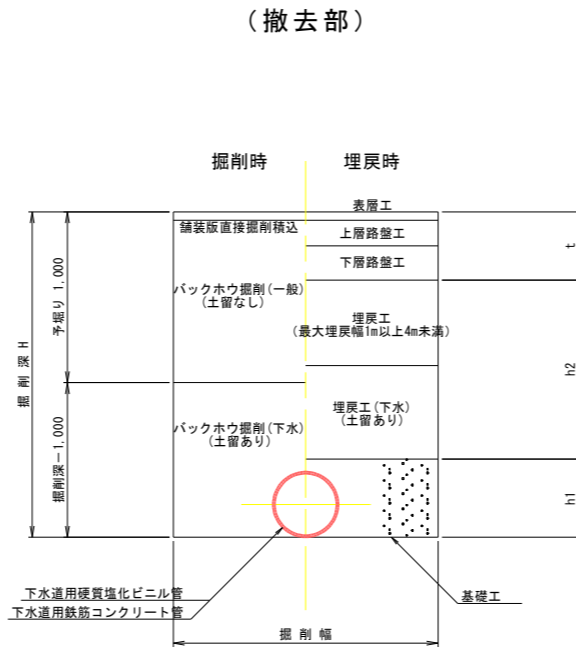 （撤去部）
掘削時
埋戻時
表層工
舗装版直接掘削積込
上層路盤工
下層路盤工
t
予堀り 1,000
バックホウ掘削(一般)
(土留なし)
埋戻工
(最大埋戻幅1m以上4m未満)
掘 削 深 H
h2
掘削深－1,000
バックホウ掘削(下水)
(土留あり)
埋戻工(下水)
(土留あり)
h1
下水道用硬質塩化ビニル管
下水道用鉄筋コンクリート管
基礎工
掘 削 幅